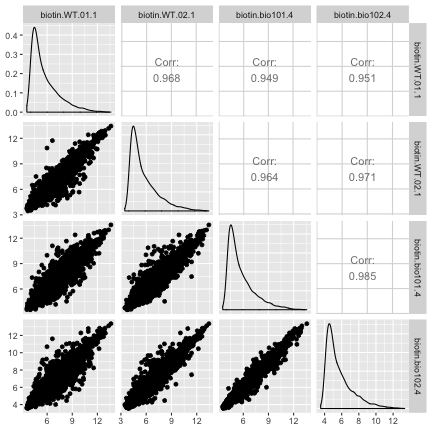 biotin.WT.01.1 biotin.WT.02.1 biotin.bio101.4 biotin.bio102.4
0.4
0.3
0.2
0.1
0.0
Corr:
0.968
Corr:
0.949
Corr:
0.951
biotin.WT.01.1
12
9
6
3
Corr:
0.964
Corr:
0.971
biotin.WT.02.1
12
9
6
Corr:
0.985
biotin.bio101.4
14
12
10
8
6
4
biotin.bio102.4
6 9 12 3 6 9 12 6 9 12 4 6 8 10 12